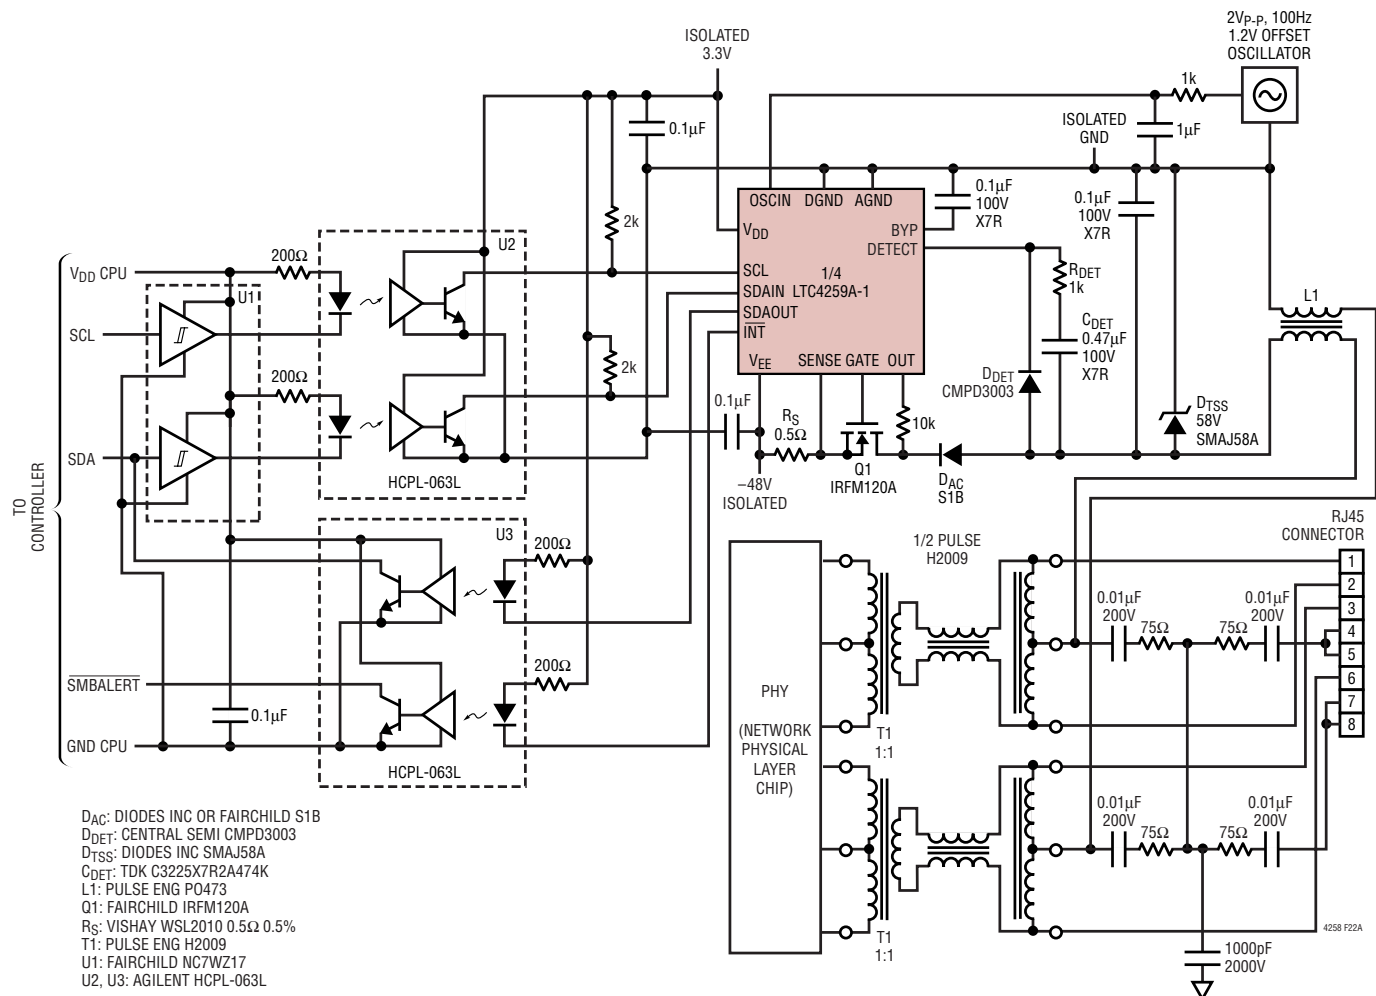 ISOLATED
3.3V
2VP-P, 100Hz
1.2V OFFSET
OSCILLATOR
1k
0.1µF
ISOLATED
GND
1µF
OSCIN DGND AGND
0.1µF
100V
X7R
0.1µF
100V
X7R
2k
VDD
BYP
DETECT
U2
200Ω
VDD CPU
SCL
1/4
SDAIN LTC4259A-1
SDAOUT
INT
VEE
SENSE GATE OUT
RDET
1k
CDET
0.47µF
100V
X7R
DDET
CMPD3003
L1
U1
SCL
200Ω
2k
0.1µF
RS
0.5Ω
10k
DTSS
58V
SMAJ58A
SDA
HCPL-063L
–48V
ISOLATED
Q1
IRFM120A
DAC
S1B
TO
CONTROLLER
U3
200Ω
1/2 PULSE
H2009
RJ45
CONNECTOR
1
2
3
4
5
6
7
8
0.01µF
200V
75Ω
75Ω
0.01µF
200V
200Ω
SMBALERT
0.1µF
GND CPU
HCPL-063L
PHY
(NETWORK
PHYSICAL
LAYER
CHIP)
T1
1:1
0.01µF
200V
75Ω
75Ω
0.01µF
200V
T1
1:1
1000pF
2000V
4258 F22A
DAC: DIODES INC OR FAIRCHILD S1B
DDET: CENTRAL SEMI CMPD3003
DTSS: DIODES INC SMAJ58A
CDET: TDK C3225X7R2A474K
L1: PULSE ENG PO473
Q1: FAIRCHILD IRFM120A
RS: VISHAY WSL2010 0.5Ω 0.5%
T1: PULSE ENG H2009
U1: FAIRCHILD NC7WZ17
U2, U3: AGILENT HCPL-063L